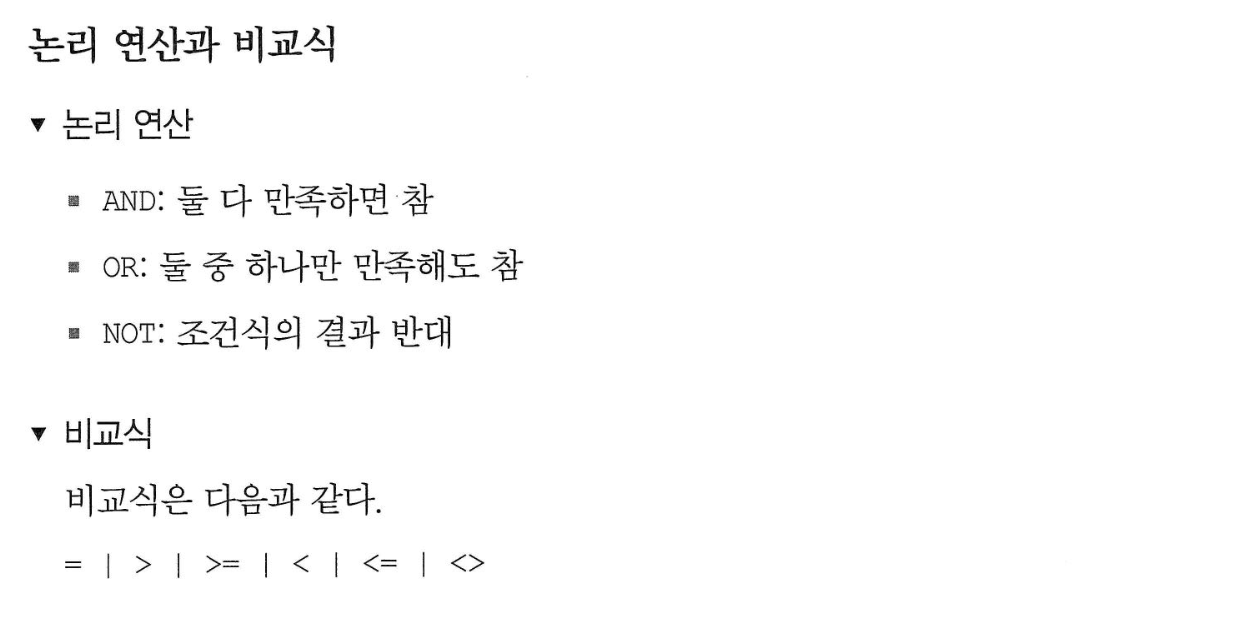 논리 연산과 비교식
▼ 논리 연산
▪ AND: 둘 다 만족하면 참
▪ OR: 둘 중 하나만 만족해도 참
▪ NOT: 조건식의 결과 반대
▼ 비교식
비교식은 다음과 같다.
= | > | >= | < | <= | <>